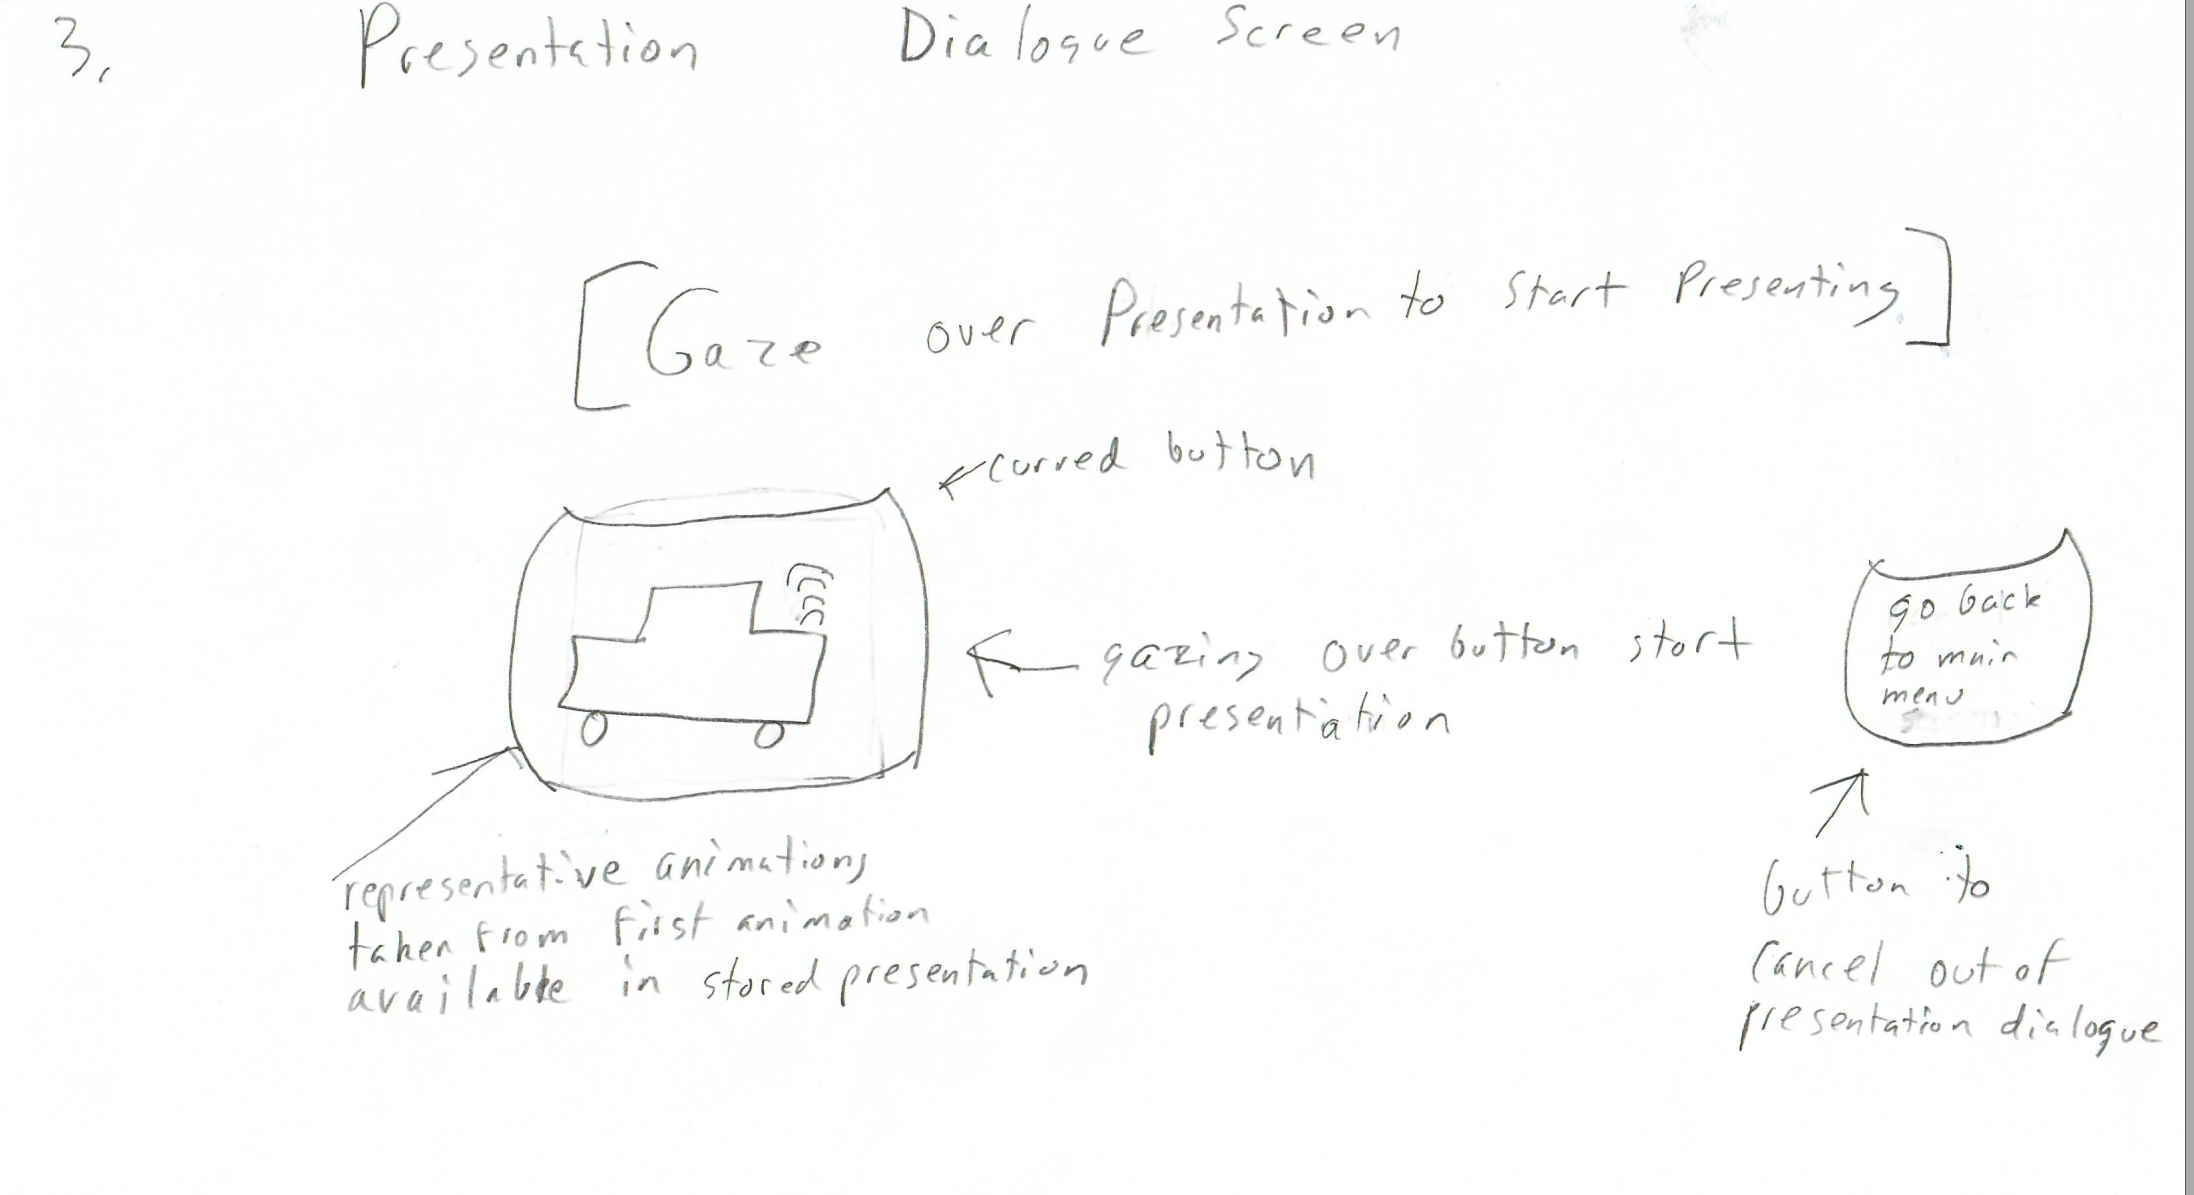 3. Presentation Dialogue Screen
[Gaze over Presentation to Start Presenting]
curved button
go back
to main
menu
gazing over button start
presentiation
representative animations
taken from first animation
available in stored presentation
button to
cancel out of
presentation dialogue